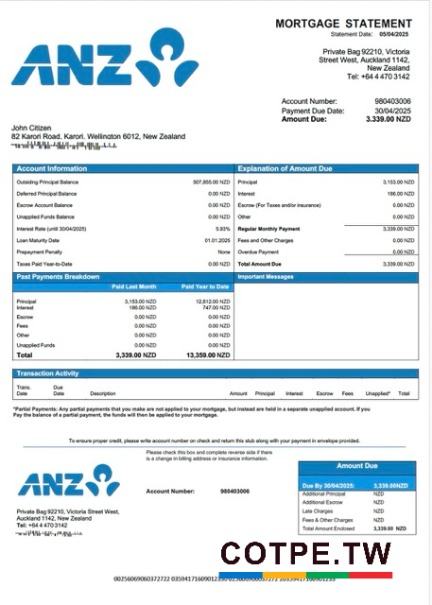 MORTGAGE STATEMENT
Statement Date: 05/04/2025
ANZ
Private Bag 92210, Victoria
Street West, Auckland 1142,
New Zealand
Tel: +64 4 470 3142
Account Number: 980403006
Payment Due Date: 30/04/2025
Amount Due: 3.339.00 NZD
John Citizen
82 Karori Road, Karori. Wellington 6012, New Zealand
Account Information
Outsiding Principal Balance 507,855.00 NZD
Deferred Principal Balance 0.00 NZD
Escrow Account Balance 0.00 NZD
Unapplied Funds Balance 0.00 NZD
Interest Rate (until 30/04/2025) 5.93%
Loan Maturity Date 01.01.2025
Prepayment Penalty None
Taxes Paid Year-to-Date 0.00 NZD
Explanation of Amount Due
Principal 3,153.00 NZD
Interest 186.00 NZD
Escrow (For Taxes and/or insurance) 0.00 NZD
Other 0.00 NZD
Regular Monthly Payment 3,339.00 NZD
Fees and Other Charges 0.00 NZD
Overdue Payment 0.00 NZD
Total Amount Due 3,339.00 NZD
Past Payments Breakdown
Paid Last Month Paid Year to Date
Principal 3,153.00 NZD 12,612.00 NZD
Interest 186.00 NZD 747.00 NZD
Escrow 0.00 NZD 0.00 NZD
Fees 0.00 NZD 0.00 NZD
Other 0.00 NZD 0.00 NZD
Unapplied Funds 0.00 NZD 0.00 NZD
Total 3,339.00 NZD 13,359.00 NZD
Important Messages
Transaction Activity
Trans. Date Due Date Description Amount Principal Interest Escrow Fees Unapplied* Total
*Partial Payments: Any partial payments that you make are not applied to your mortgage, but instead are held in a separate unapplied account. If you
Pay the balance of a partial payment, the funds will then be applied to your mortgage.
To ensure proper credit, please write account number on check and return this slub along with your payment in envelope provided.
Please check this box and complete reverse side if there
is a change in billing address or insurance information.
ANZ
Account Number: 980403006
Private Bag 92210, Victoria Street West,
Auckland 1142, New Zealand
Tel: +64 4 470 3142
Amount Due
Due By 30/04/2025: 3,339.00NZD
Additional Principal NZD
Additional Escrow NZD
Late Charges NZD
Fees & Other Charges NZD
Total Amount Enclosed 3,339.00 NZD
COTPE.TW